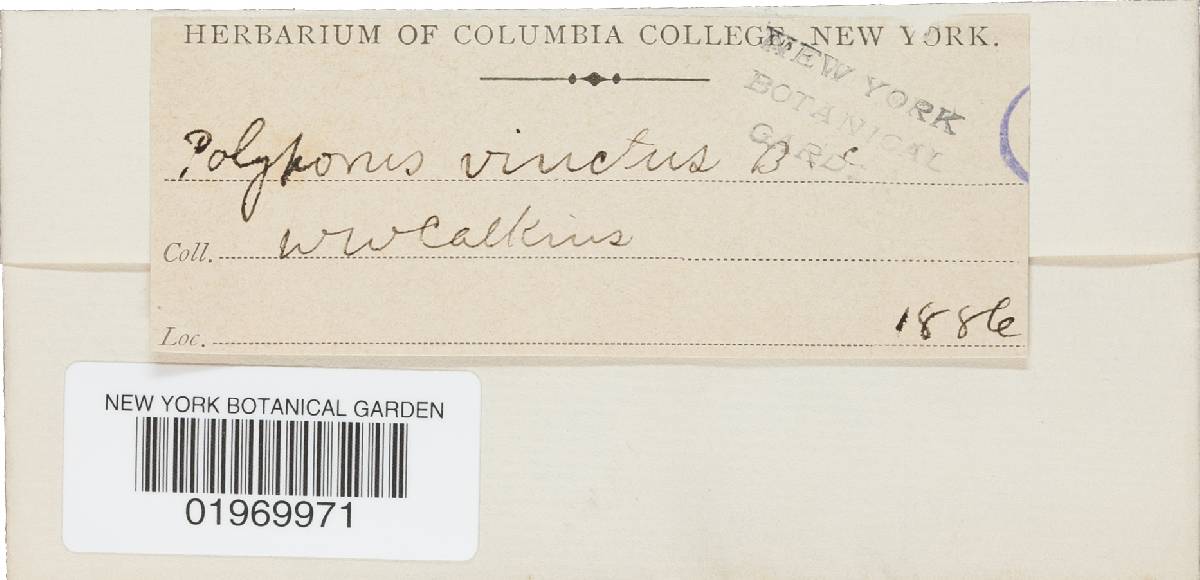 HERBARIUM OF COLUMBIA COLLEGE, NEW YORK.
NEW YORK
BOTANICAL
GARD
Polyporus vinctus B
Coll. W W Calkins
1886
Loc.
NEW YORK BOTANICAL GARDEN
01969971